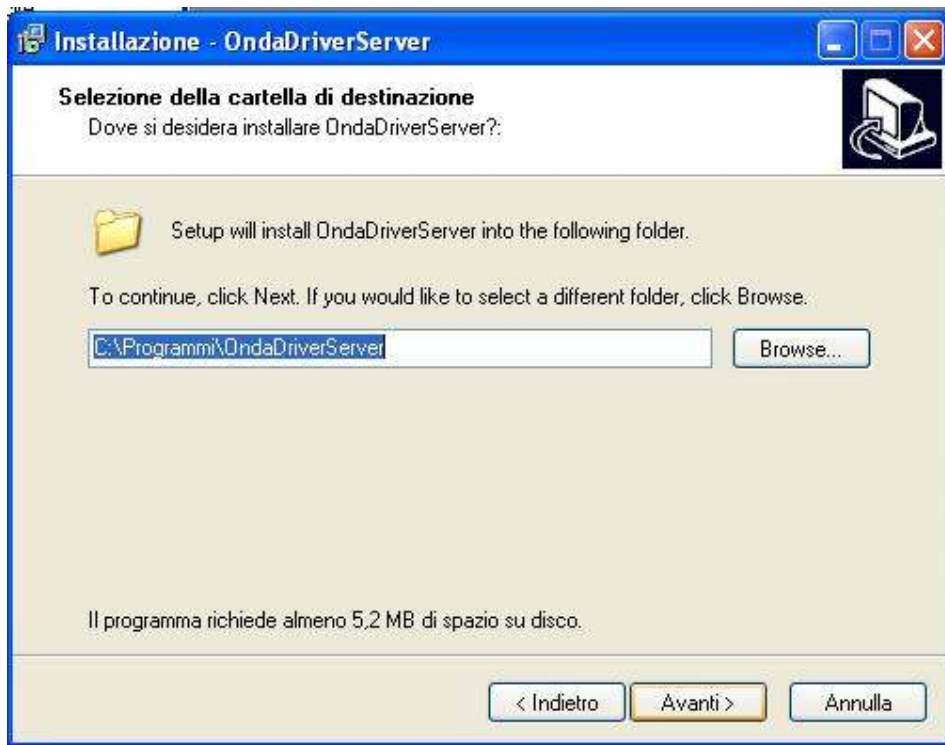 Installazione - OndaDriverServer
Selezione della cartella di destinazione
Dove si desidera installare OndaDriverServer?:
Setup will install OndaDriverServer into the following folder.
To continue, click Next. If you would like to select a different folder, click Browse.
C:\Programmi\OndaDriverServer
Browse...
Il programma richiede almeno 5,2 MB di spazio su disco.
< Indietro
Avanti >
Annulla